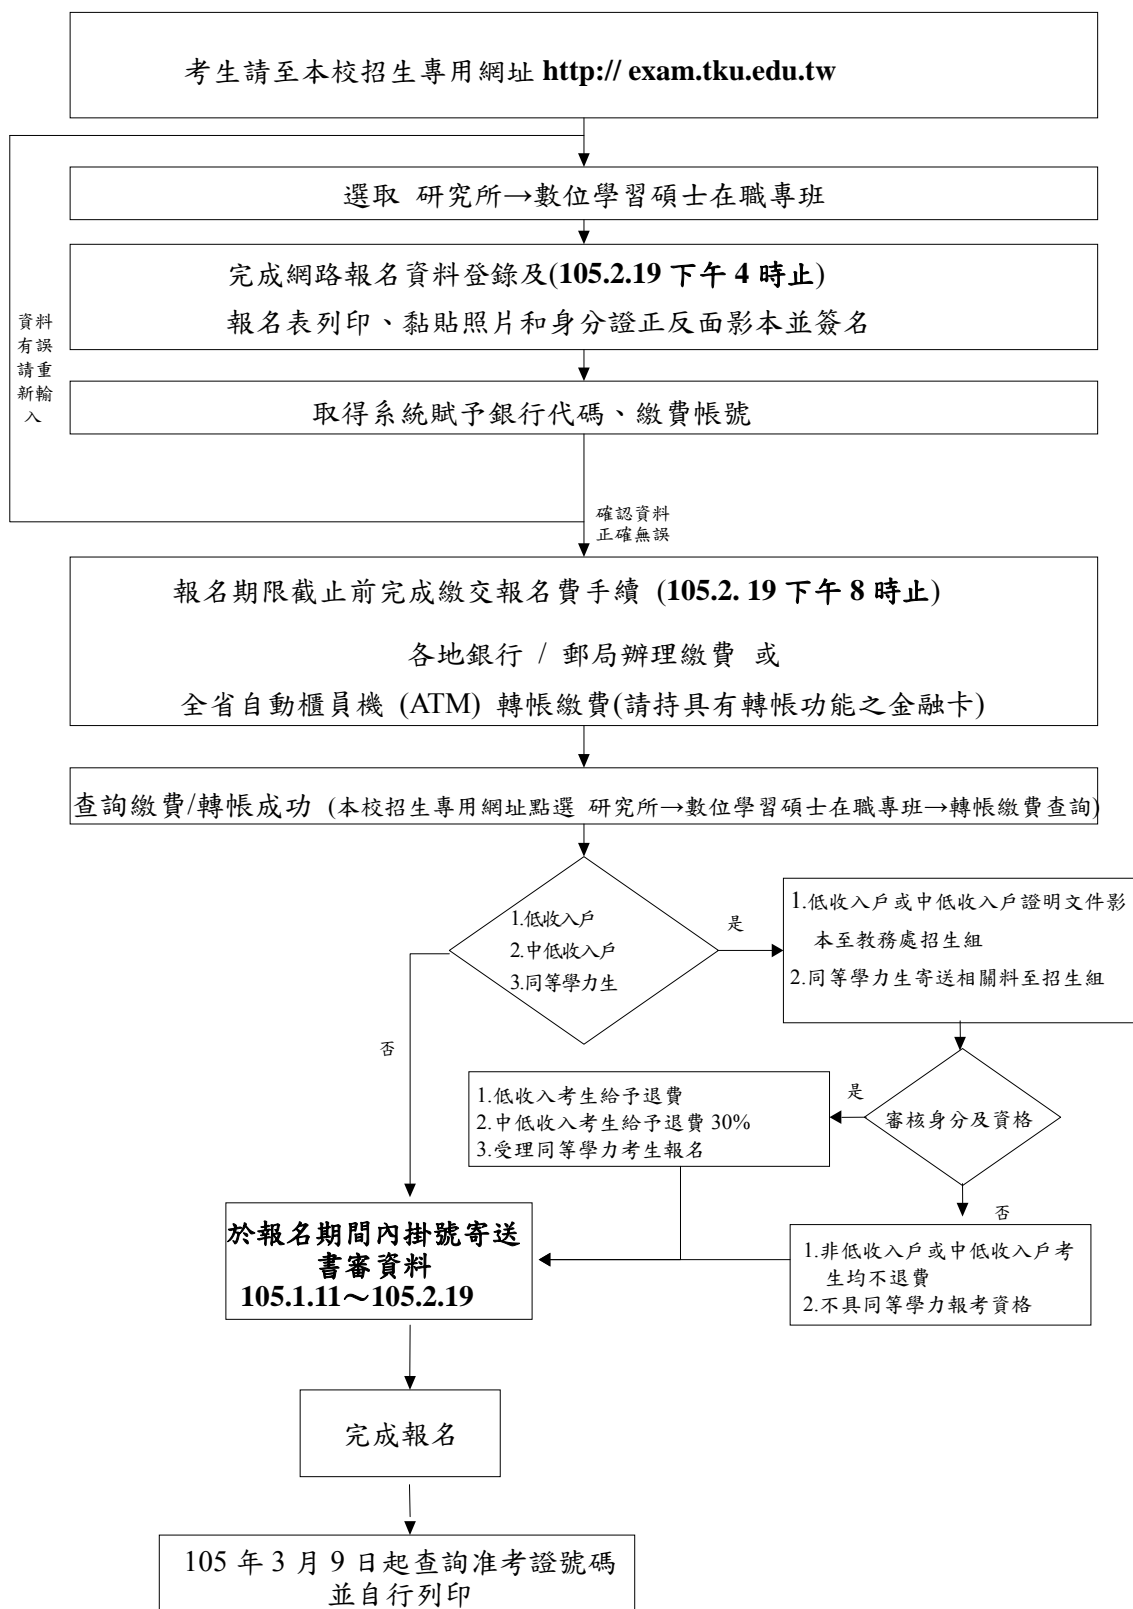 考生請至本校招生專用網址 http:// exam.tku.edu.tw
選取 研究所→數位學習碩士在職專班
完成網路報名資料登錄及(105.2.19 下午 4 時止)
報名表列印、黏貼照片和身分證正反面影本並簽名
資料
有誤
請重
新輸
入
取得系統賦予銀行代碼、繳費帳號
確認資料
正確無誤
報名期限截止前完成繳交報名費手續 (105.2. 19 下午 8 時止)
各地銀行 / 郵局辦理繳費 或
全省自動櫃員機 (ATM) 轉帳繳費(請持具有轉帳功能之金融卡)
查詢繳費/轉帳成功 (本校招生專用網址點選 研究所→數位學習碩士在職專班→轉帳繳費查詢)
1.低收入戶
2.中低收入戶
3.同等學力生
是
1.低收入戶或中低收入戶證明文件影
本至教務處招生組
2.同等學力生寄送相關料至招生組
否
審核身分及資格
是
1.低收入考生給予退費
2.中低收入考生給予退費 30%
3.受理同等學力考生報名
否
1.非低收入戶或中低收入戶考
生均不退費
2.不具同等學力報考資格
於報名期間內掛號寄送
書審資料
105.1.11～105.2.19
完成報名
105 年 3 月 9 日起查詢准考證號碼
並自行列印